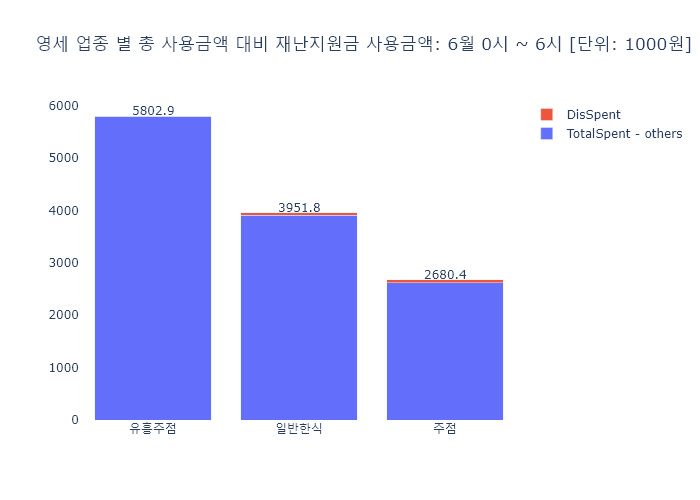 영세 업종 별 총 사용금액 대비 재난지원금 사용금액: 6월 0시 ~ 6시 [단위: 1000원]
DisSpent
TotalSpent - others
6000
5000
4000
3000
2000
1000
0
5802.9
3951.8
2680.4
유흥주점
일반한식
주점